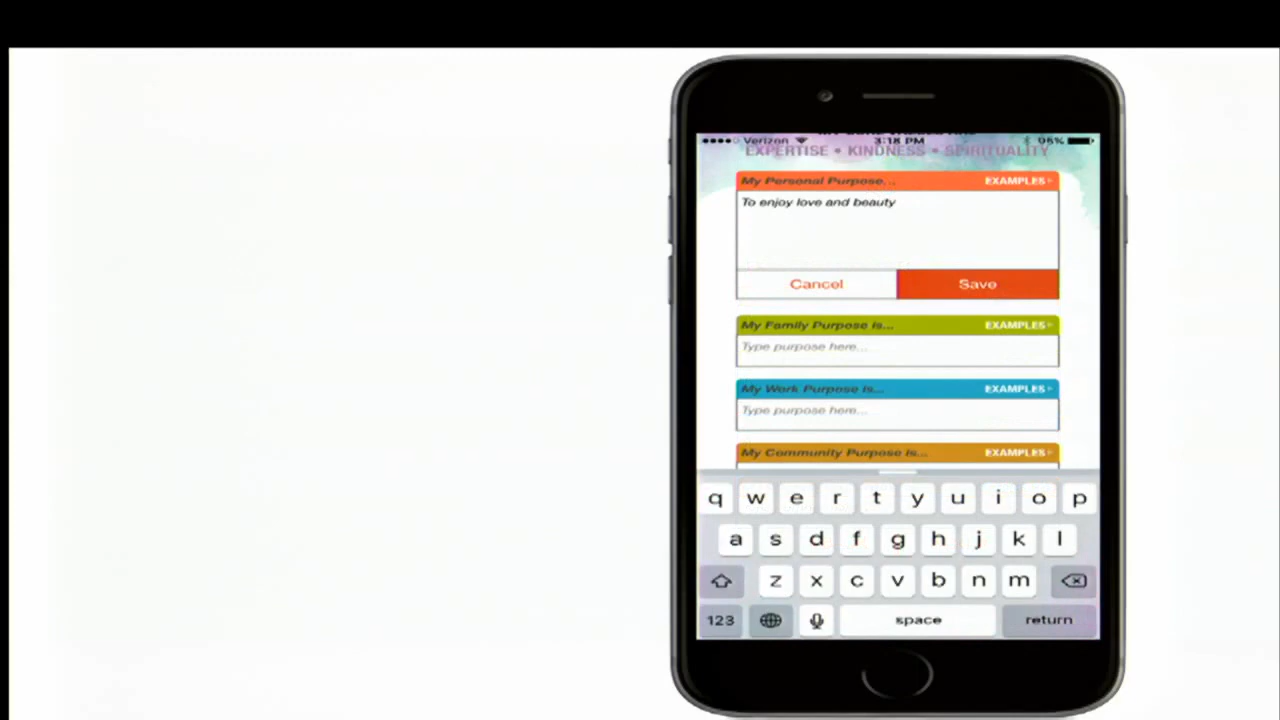 Verizon 3:18 PM 95%
EXPERTISE • KINDNESS • SPIRITUALITY
My Personal Purpose... EXAMPLES
To enjoy love and beauty
Cancel Save
My Family Purpose is... EXAMPLES
Type purpose here...
My Work Purpose is... EXAMPLES
Type purpose here...
My Community Purpose is... EXAMPLES
q w e r t y u i o p
a s d f g h j k l
z x c v b n m
123 space return